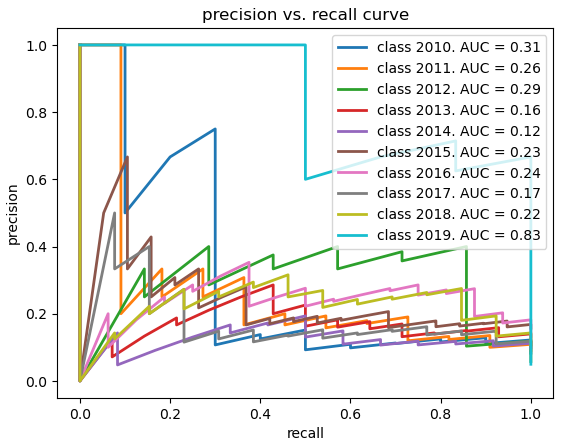 precision vs. recall curve
1.0
0.8
0.6
0.4
0.2
0.0
precision
class 2010. AUC = 0.31
class 2011. AUC = 0.26
class 2012. AUC = 0.29
class 2013. AUC = 0.16
class 2014. AUC = 0.12
class 2015. AUC = 0.23
class 2016. AUC = 0.24
class 2017. AUC = 0.17
class 2018. AUC = 0.22
class 2019. AUC = 0.83
0.0 0.2 0.4 0.6 0.8 1.0
recall